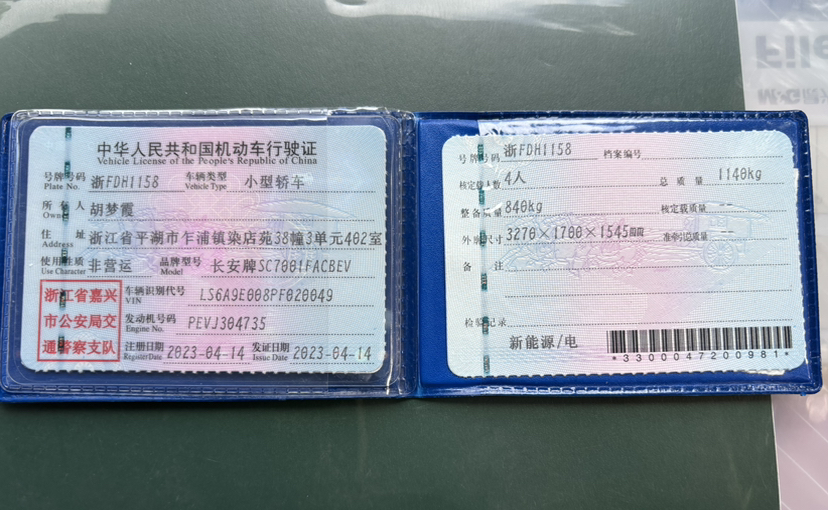 中华人民共和国机动车行驶证
Vehicle License of the People's Republic of China
号牌号码 Plate No. 浙FDH1158 车辆类型 Vehicle Type 小型轿车
所有人 Owner 胡梦霞
住址 Address 浙江省平湖市乍浦镇染店苑38幢3单元402室
使用性质 Use Character 非营运 品牌型号 Model 长安牌SC7001FACBEV
浙江省嘉兴
市公安局交
通警察支队
车辆识别代号 VIN LS6A9E008PF020049
发动机号码 Engine No. PEVJ304735
注册日期 Register Date 2023-04-14 发证日期 Issue Date 2023-04-14
号牌号码 浙FDH1158 档案编号
核定载人数 4人 总质量 1140kg
整备质量 840kg 核定载质量 --
外廓尺寸 3270×1700×1545毫米 准牵引总质量 --
备注
检验记录
新能源/电
*3300047200981*
File